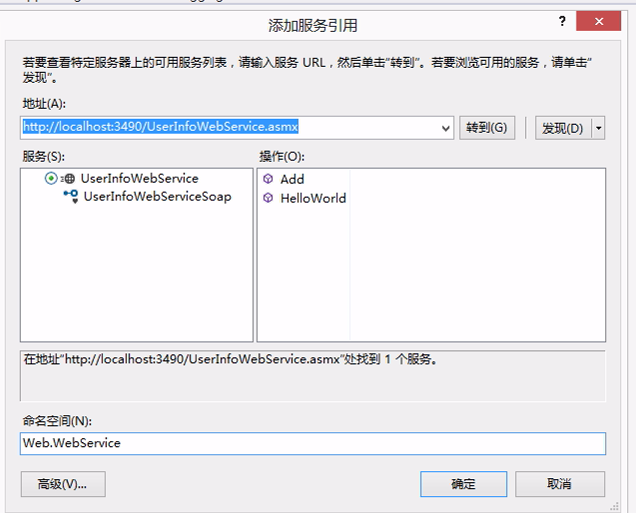 添加服务引用
?
若要查看特定服务器上的可用服务列表，请输入服务 URL，然后单击“转到”。若要浏览可用的服务，请单击“
发现”。
地址(A):
http://localhost:3490/UserInfoWebService.asmx
转到(G)
发现(D)
服务(S):
操作(O):
UserInfoWebService
UserInfoWebServiceSoap
Add
HelloWorld
在地址“http://localhost:3490/UserInfoWebService.asmx”处找到 1 个服务。
命名空间(N):
Web.WebService
高级(V)...
确定
取消